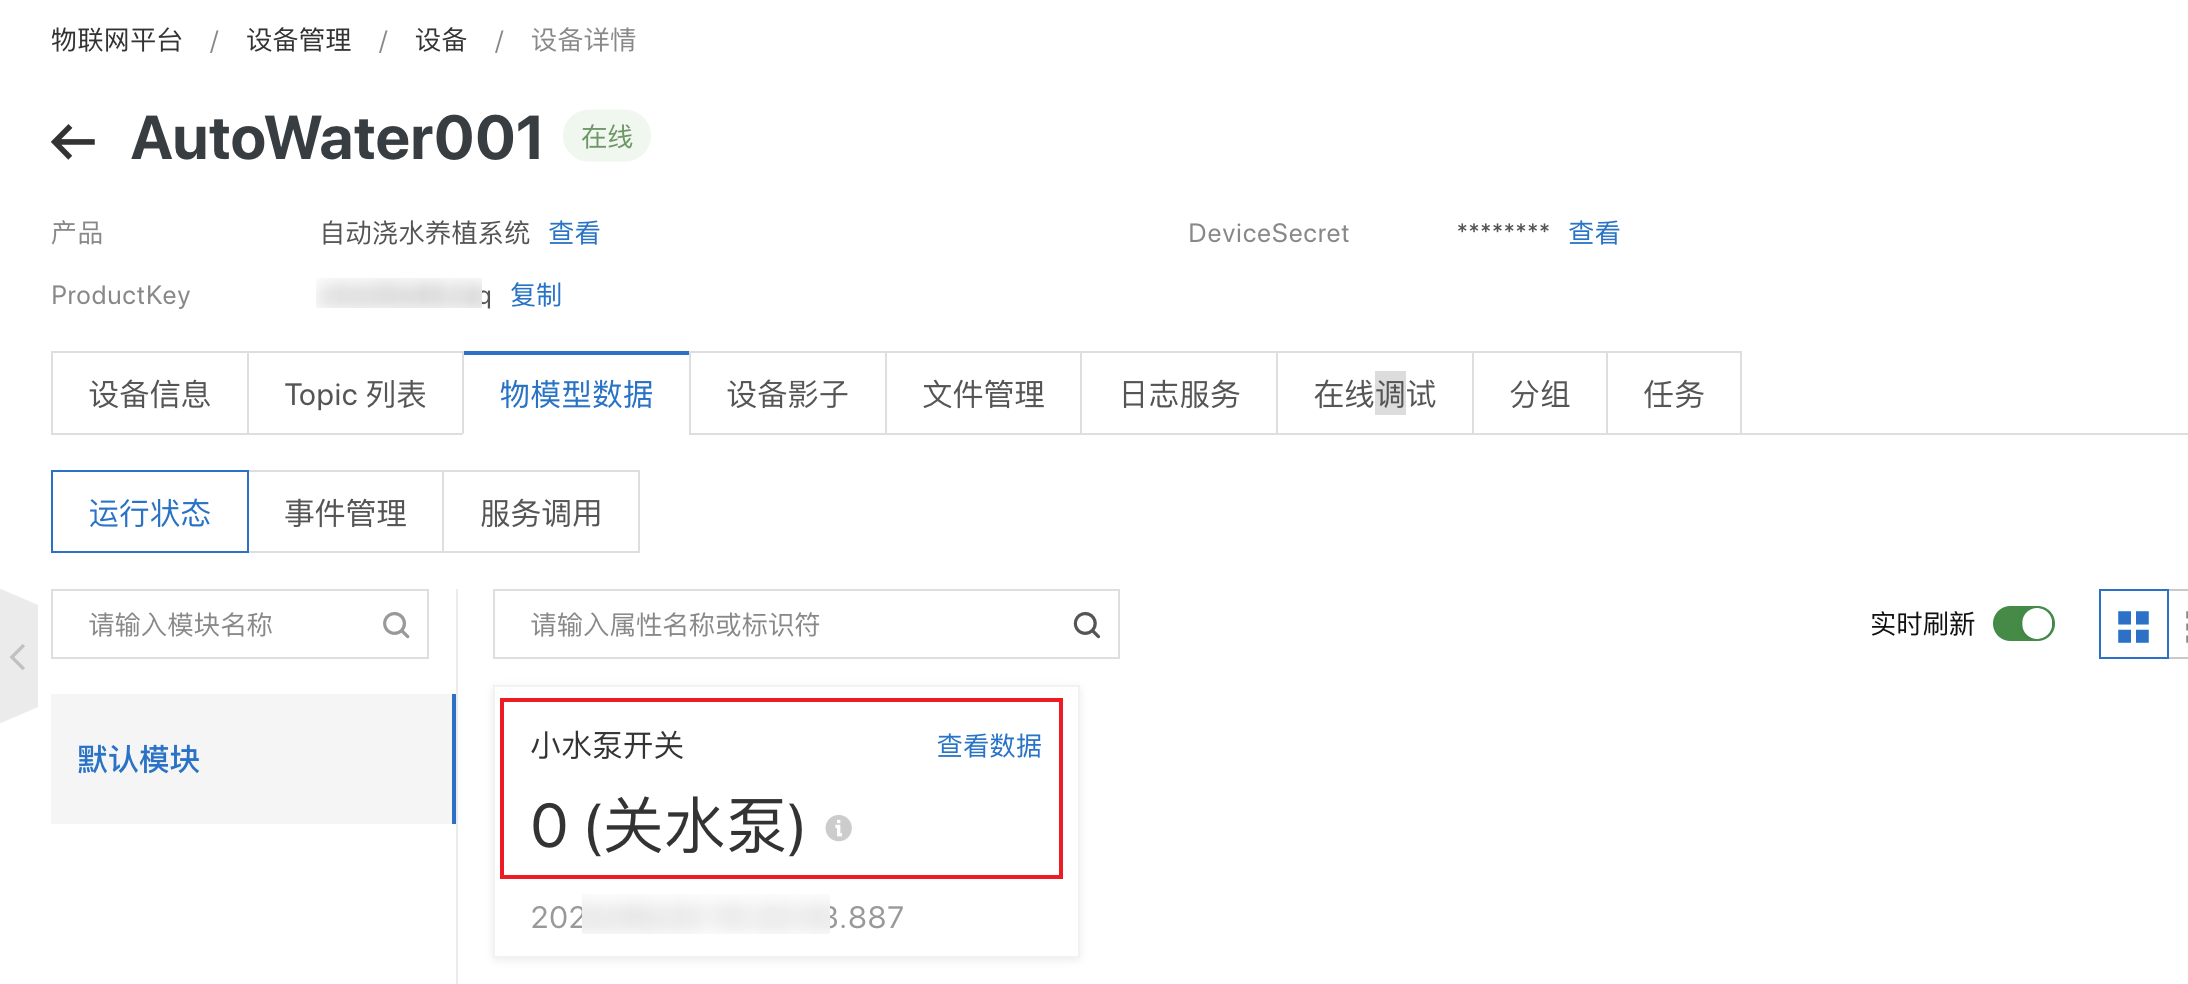 物联网平台 / 设备管理 / 设备 / 设备详情
AutoWater001 在线
产品 自动浇水养植系统 查看 DeviceSecret ******** 查看
ProductKey q 复制
设备信息 Topic 列表 物模型数据 设备影子 文件管理 日志服务 在线调试 分组 任务
运行状态 事件管理 服务调用
请输入模块名称 请输入属性名称或标识符 实时刷新
默认模块
小水泵开关 查看数据
0 (关水泵)
202 3.887